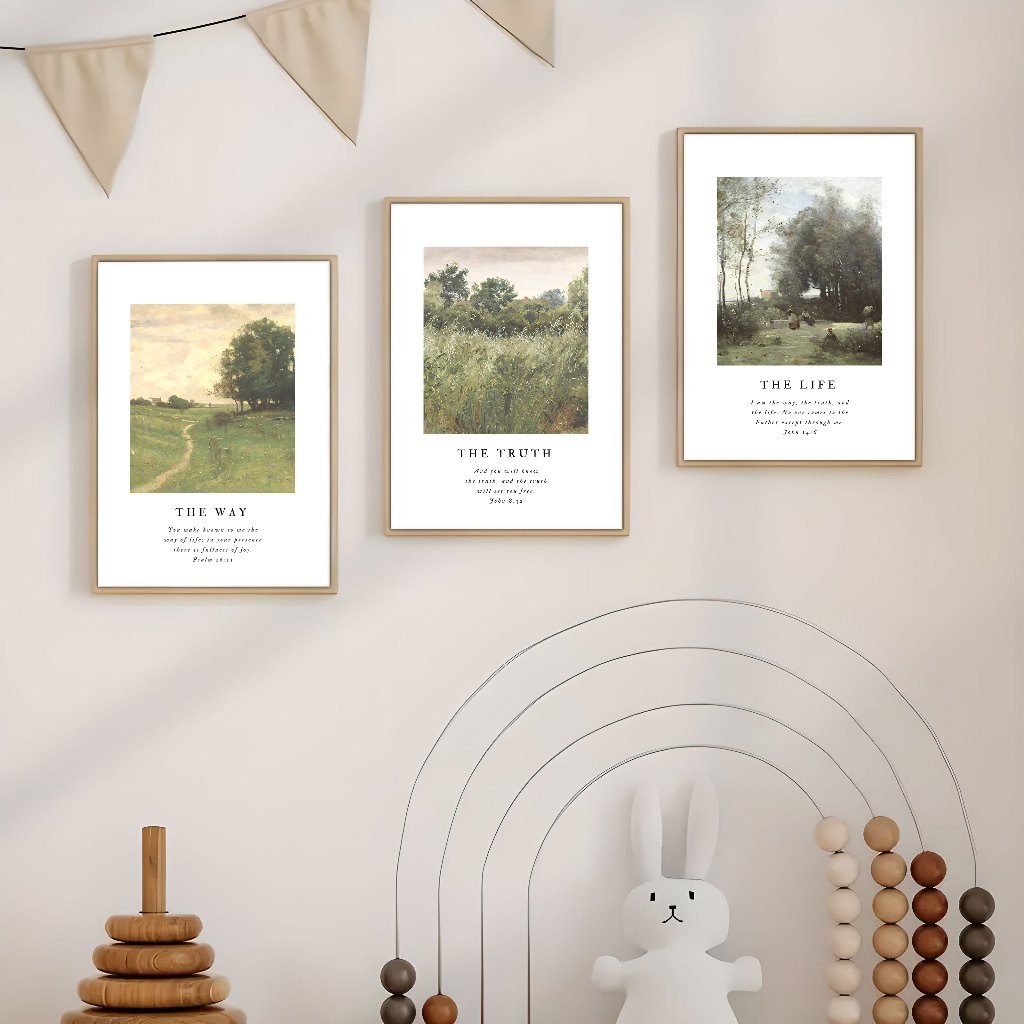 THE WAY
You make known to me the
way of life; in your presence
there is fullness of joy.
Psalm 16:11
THE TRUTH
And you will know
the truth, and the truth
will set you free.
John 8:32
THE LIFE
I am the way, the truth, and
the life. No one comes to the
Father except through me
John 14:6